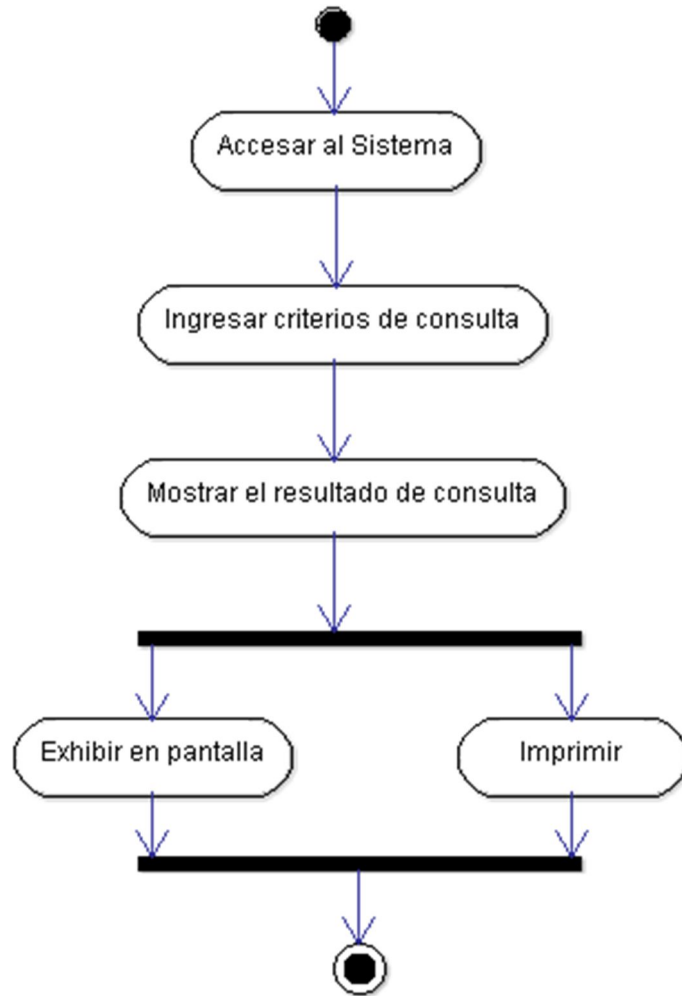 Accesar al Sistema
Ingresar criterios de consulta
Mostrar el resultado de consulta
Exhibir en pantalla
Imprimir